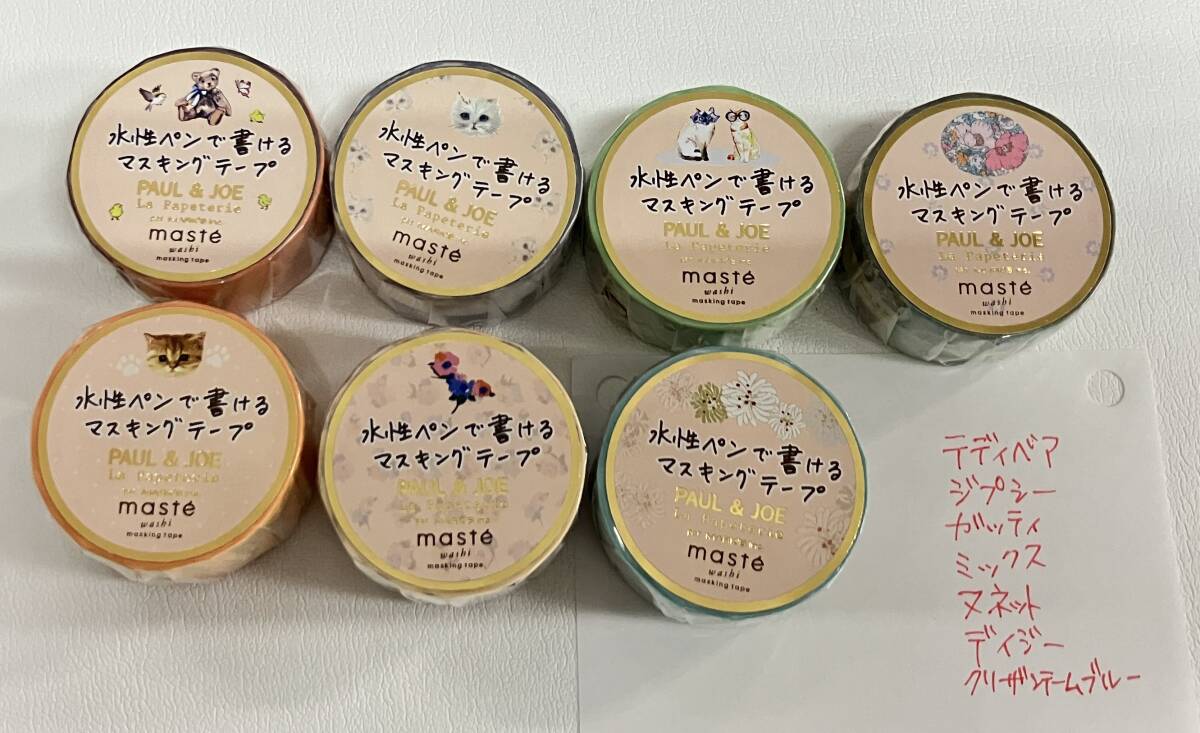 水性ペンで書ける
マスキングテープ
PAUL & JOE
La Papeterie
masté
washi
masking tape
水性ペンで書ける
マスキングテープ
PAUL & JOE
La Papeterie
masté
washi
masking tape
水性ペンで書ける
マスキングテープ
PAUL & JOE
La Papeterie
masté
washi
masking tape
水性ペンで書ける
マスキングテープ
PAUL & JOE
La Papeterie
masté
washi
masking tape
水性ペンで書ける
マスキングテープ
PAUL & JOE
La Papeterie
masté
washi
masking tape
水性ペンで書ける
マスキングテープ
PAUL & JOE
La Papeterie
masté
washi
masking tape
水性ペンで書ける
マスキングテープ
PAUL & JOE
La Papeterie
masté
washi
masking tape
テディベア
ジプシー
ガッティ
ミックス
ヌネット
デイジー
クリザンテームブルー